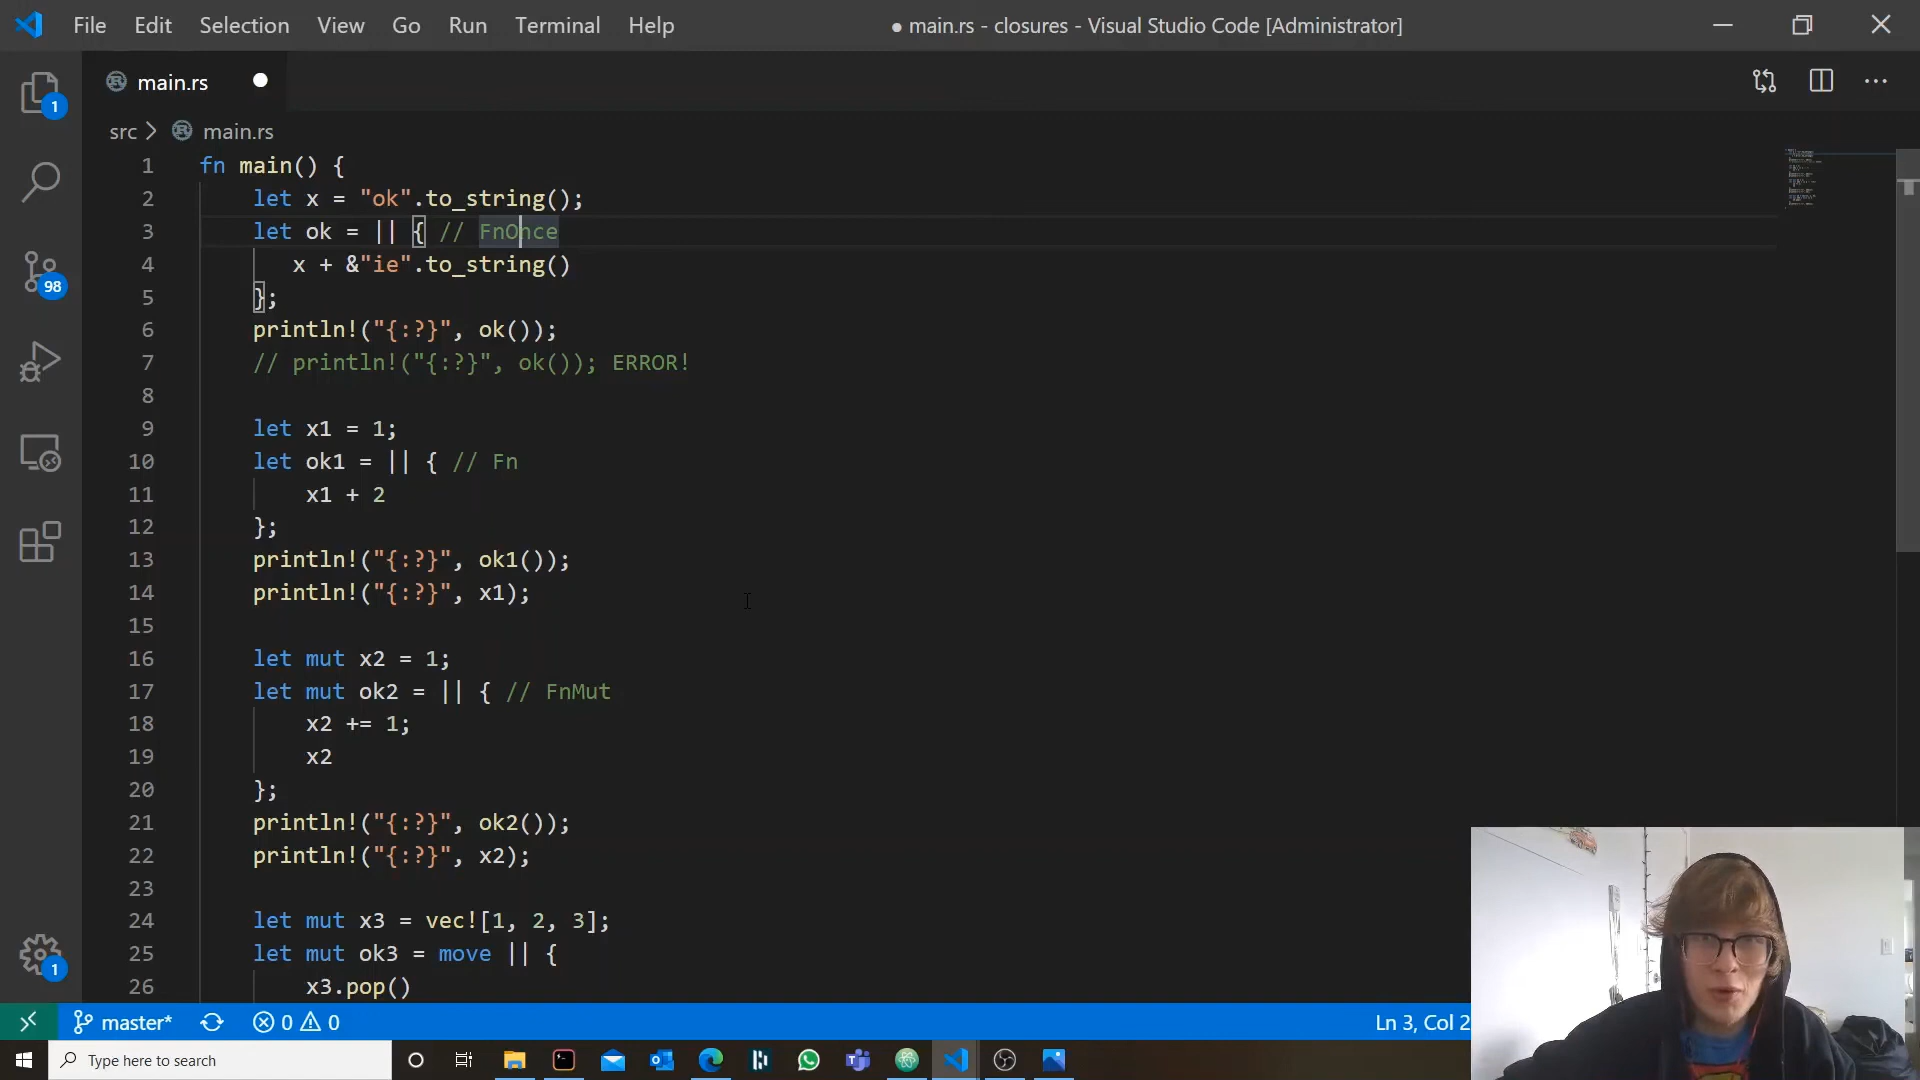 File Edit Selection View Go Run Terminal Help ● main.rs - closures - Visual Studio Code [Administrator]
main.rs
1
src > main.rs
1 fn main() {
2 let x = "ok".to_string();
3 let ok = || { // FnOnce
4 x + &"ie".to_string()
5 };
6 println!("{:?}", ok());
7 // println!("{:?}", ok()); ERROR!
8
9 let x1 = 1;
10 let ok1 = || { // Fn
11 x1 + 2
12 };
13 println!("{:?}", ok1());
14 println!("{:?}", x1);
15
16 let mut x2 = 1;
17 let mut ok2 = || { // FnMut
18 x2 += 1;
19 x2
20 };
21 println!("{:?}", ok2());
22 println!("{:?}", x2);
23
24 let mut x3 = vec![1, 2, 3];
25 let mut ok3 = move || {
26 x3.pop()
98
1
master* 0 0 Ln 3, Col 2
Type here to search